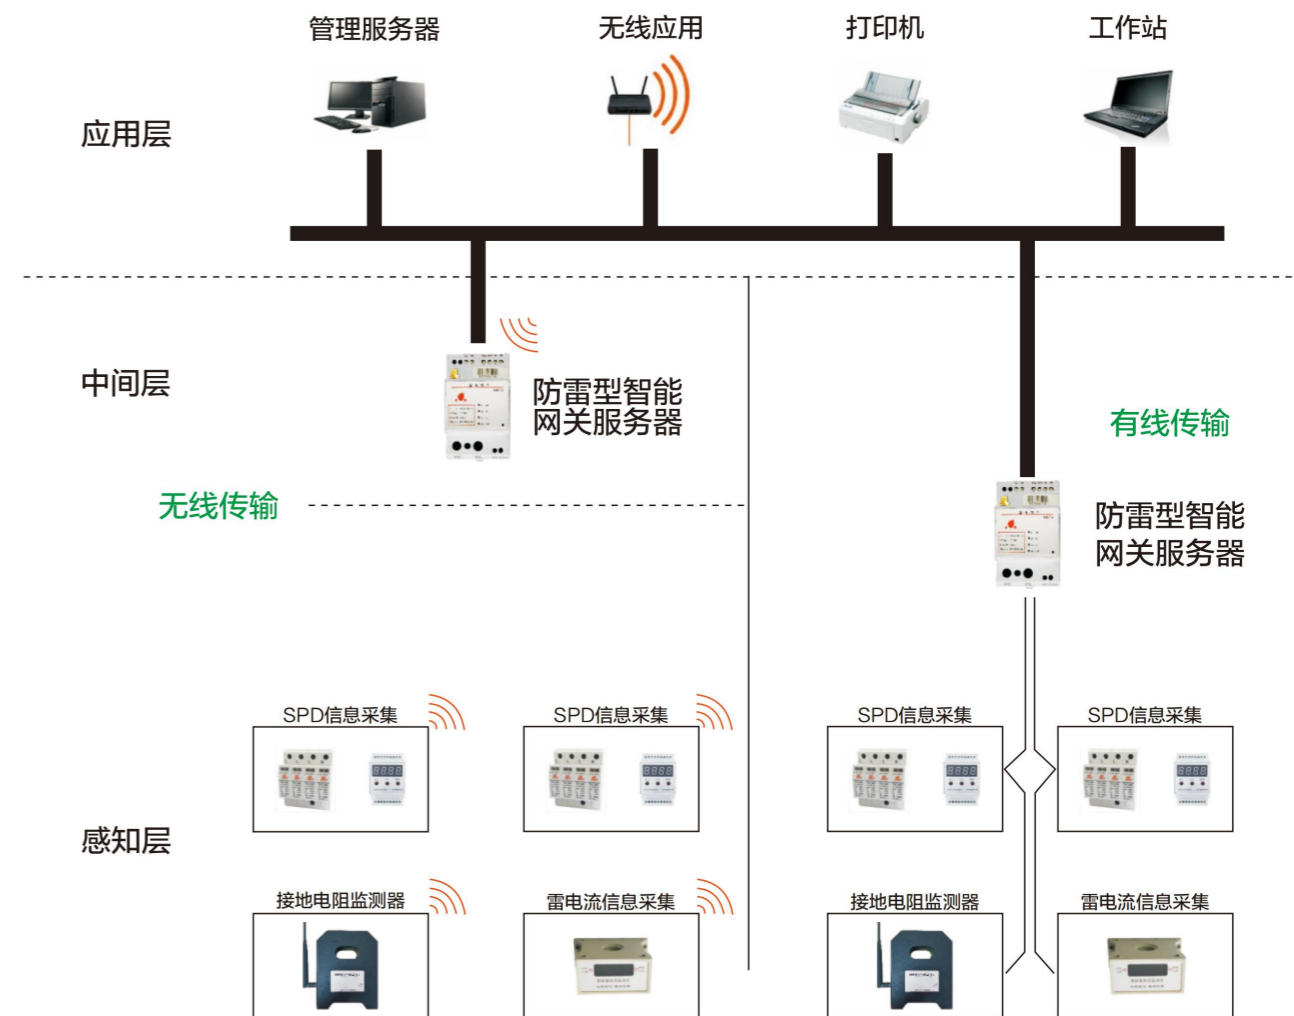 管理服务器
无线应用
打印机
工作站
应用层
中间层
防雷型智能
网关服务器
有线传输
无线传输
防雷型智能
网关服务器
SPD信息采集
SPD信息采集
SPD信息采集
SPD信息采集
感知层
接地电阻监测器
雷电流信息采集
接地电阻监测器
雷电流信息采集